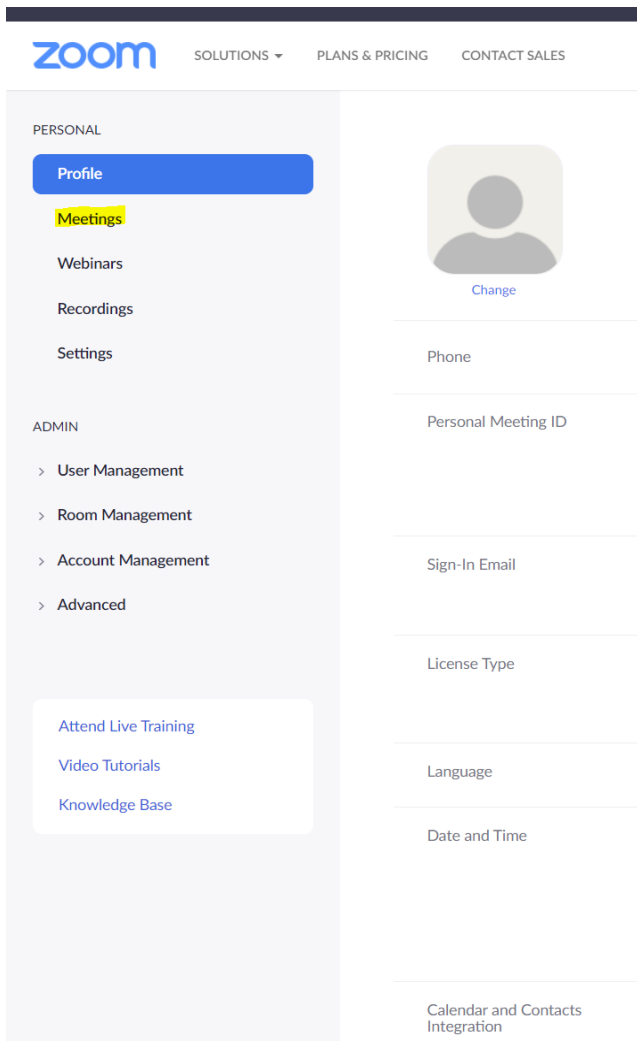 zoom SOLUTIONS PLANS & PRICING CONTACT SALES
PERSONAL
Profile
Meetings
Webinars
Recordings
Settings
ADMIN
User Management
Room Management
Account Management
Advanced
Attend Live Training
Video Tutorials
Knowledge Base
Change
Phone
Personal Meeting ID
Sign-In Email
License Type
Language
Date and Time
Calendar and Contacts
Integration